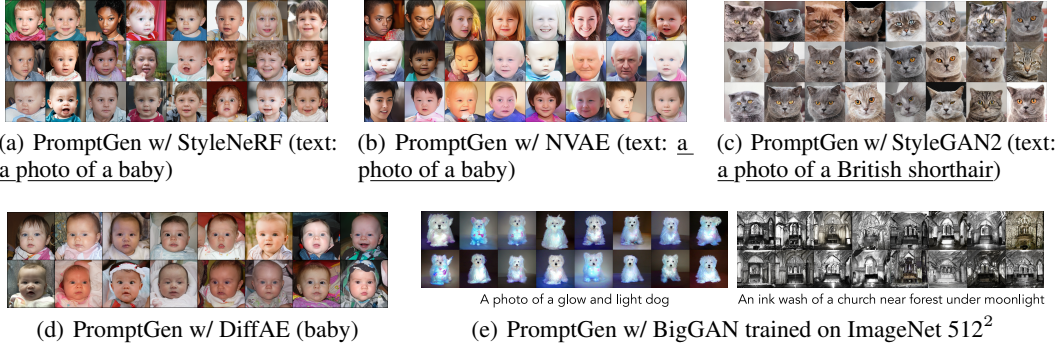 (a) PromptGen w/ StyleNeRF (text:
a photo of a baby)
(b) PromptGen w/ NVAE (text: a
photo of a baby)
(c) PromptGen w/ StyleGAN2 (text:
a photo of a British shorthair)
A photo of a glow and light dog
An ink wash of a church near forest under moonlight
(d) PromptGen w/ DiffAE (baby)
(e) PromptGen w/ BigGAN trained on ImageNet 512²